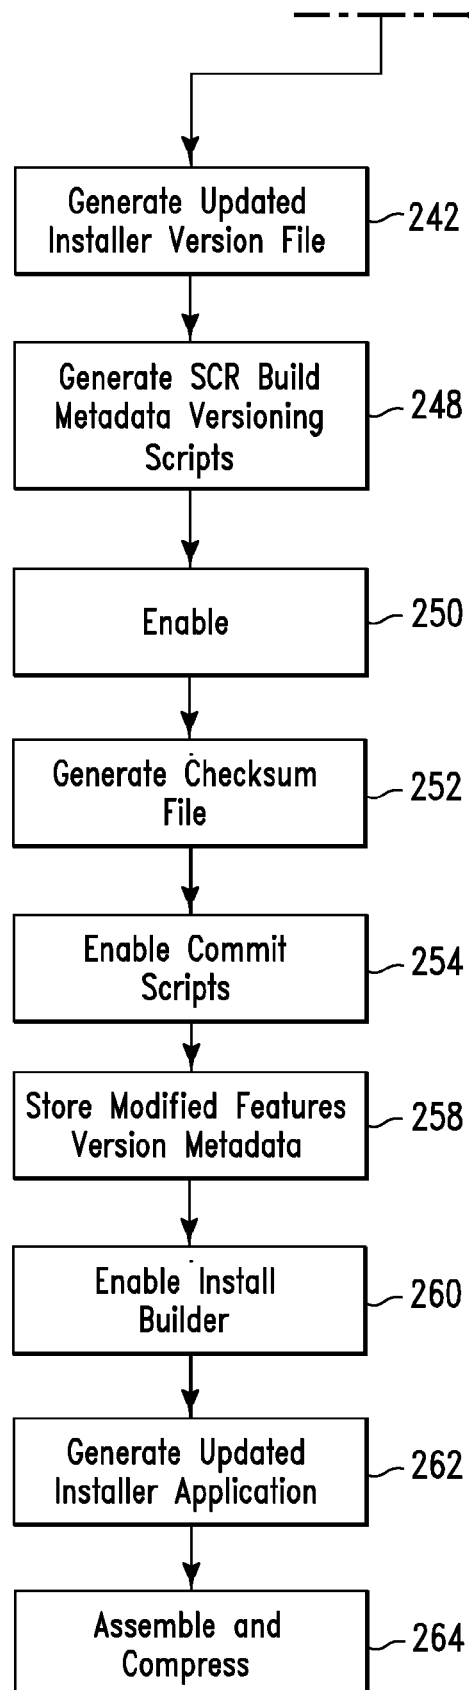 Generate Updated
Installer Version File
242
Generate SCR Build
Metadata Versioning
Scripts
248
Enable
250
Generate Checksum
File
252
Enable Commit
Scripts
254
Store Modified Features
Version Metadata
258
Enable Install
Builder
260
Generate Updated
Installer Application
262
Assemble and
Compress
264